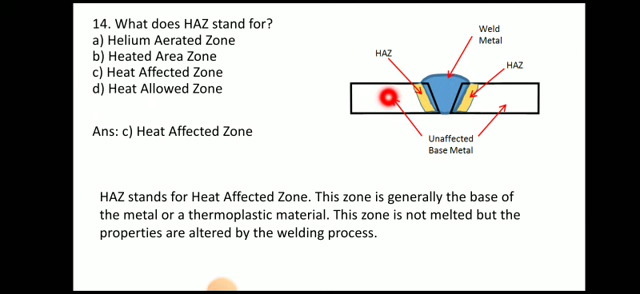 14. What does HAZ stand for?
a) Helium Aerated Zone
b) Heated Area Zone
c) Heat Affected Zone
d) Heat Allowed Zone
Ans: c) Heat Affected Zone
Weld
Metal
HAZ
HAZ
Unaffected
Base Metal
HAZ stands for Heat Affected Zone. This zone is generally the base of
the metal or a thermoplastic material. This zone is not melted but the
properties are altered by the welding process.